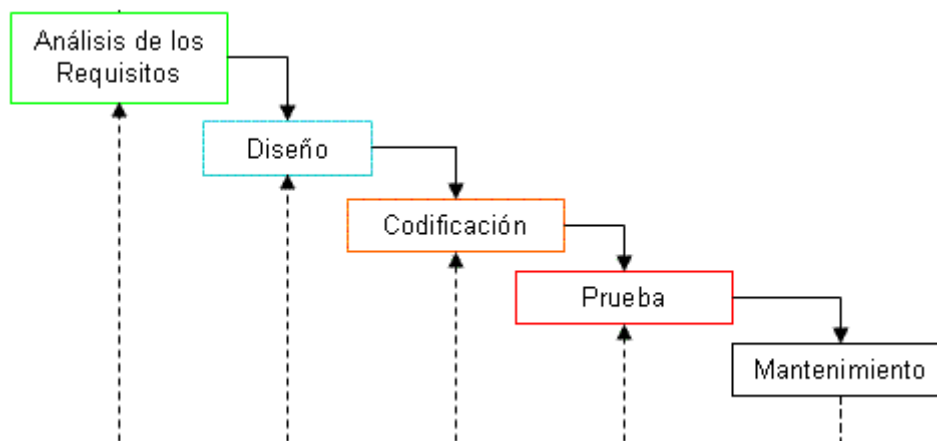 Análisis de los
Requisitos
Diseño
Codificación
Prueba
Mantenimiento